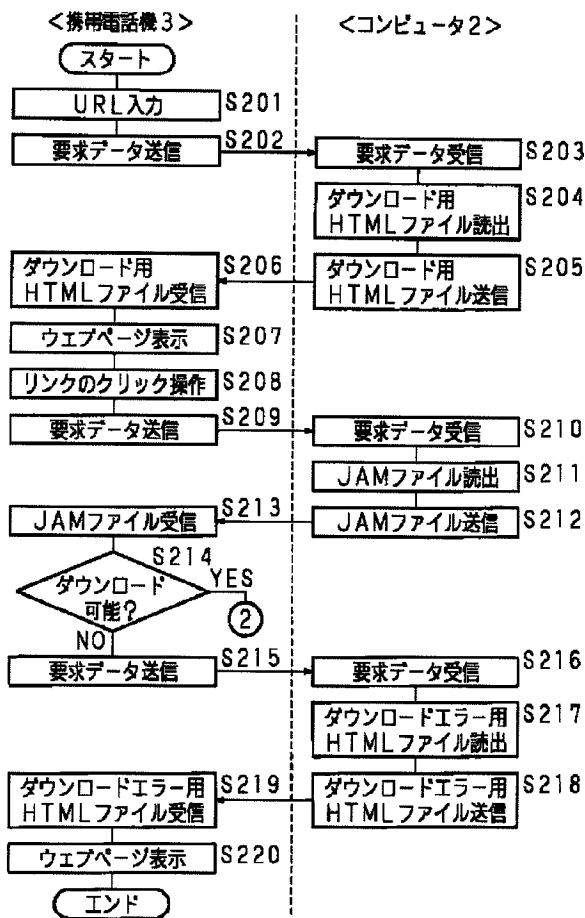 <携帯電話機3>
<コンピュータ2>
スタート
URL入力
S201
要求データ送信
S202
要求データ受信
S203
ダウンロード用
HTMLファイル読出
S204
ダウンロード用
HTMLファイル送信
S205
ダウンロード用
HTMLファイル受信
S206
ウェブページ表示
S207
リンクのクリック操作
S208
要求データ送信
S209
要求データ受信
S210
JAMファイル読出
S211
JAMファイル送信
S212
JAMファイル受信
S213
S214
ダウンロード
可能?
YES
②
NO
要求データ送信
S215
要求データ受信
S216
ダウンロードエラー用
HTMLファイル読出
S217
ダウンロードエラー用
HTMLファイル送信
S218
ダウンロードエラー用
HTMLファイル受信
S219
ウェブページ表示
S220
エンド